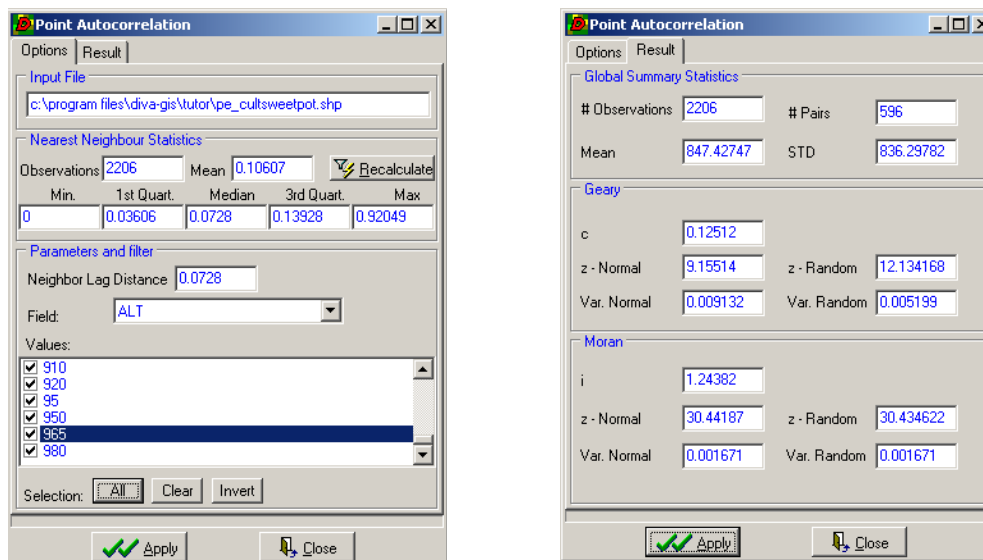 Point Autocorrelation
Options Result
Input File
c:\program files\diva-gis\tutor\pe_cultsweetpot.shp
Nearest Neighbour Statistics
Observations 2206 Mean 0.10607 Recalculate
Min. 1st Quart. Median 3rd Quart. Max
0 0.03606 0.0728 0.13928 0.92049
Parameters and filter
Neighbor Lag Distance 0.0728
Field: ALT
Values:
910
920
95
950
965
980
Selection: All Clear Invert
Apply Close
Point Autocorrelation
Options Result
Global Summary Statistics
# Observations 2206 # Pairs 596
Mean 847.42747 STD 836.29782
Geary
c 0.12512
z - Normal 9.15514 z - Random 12.134168
Var. Normal 0.009132 Var. Random 0.005199
Moran
i 1.24382
z - Normal 30.44187 z - Random 30.434622
Var. Normal 0.001671 Var. Random 0.001671
Apply Close